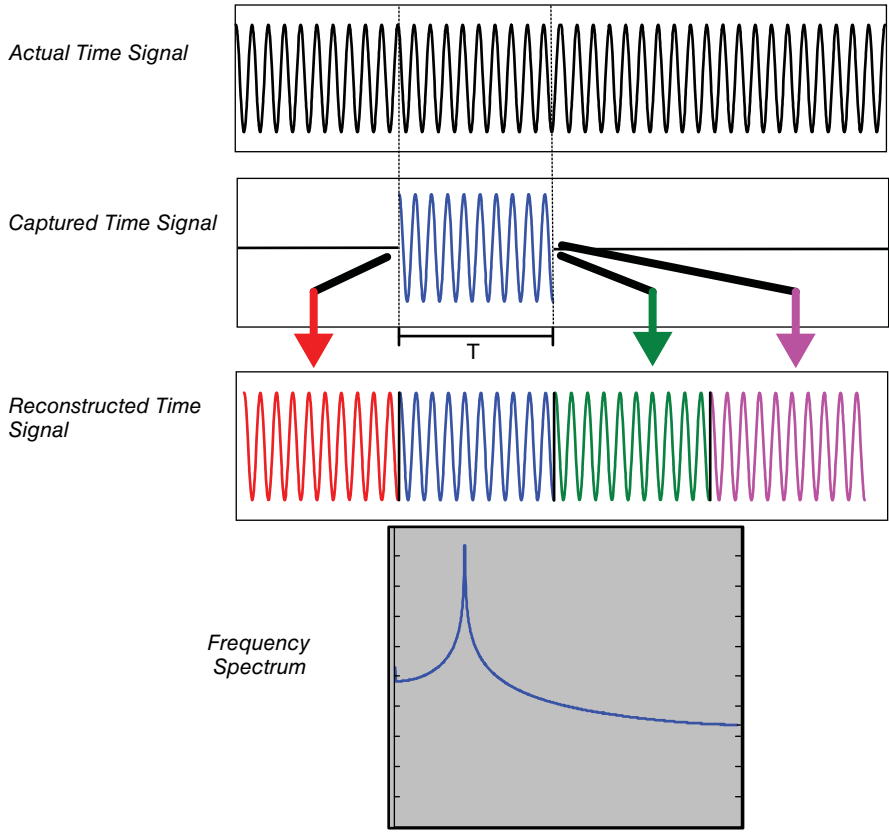 Actual Time Signal
Captured Time Signal
T
Reconstructed Time
Signal
Frequency
Spectrum